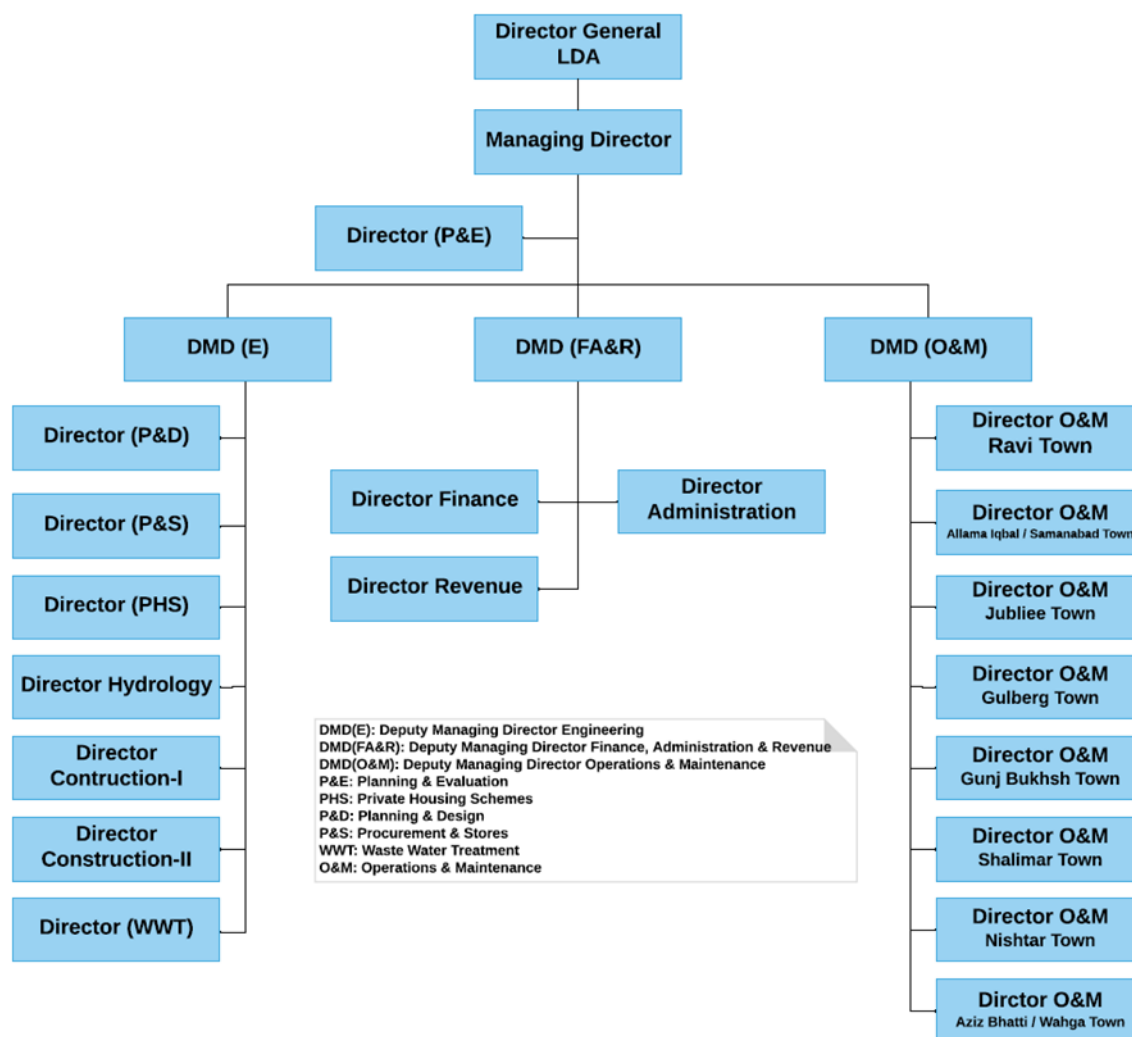 Director General
LDA
Managing Director
Director (P&E)
DMD (E)
DMD (FA&R)
DMD (O&M)
Director (P&D)
Director (P&S)
Director (PHS)
Director Hydrology
Director
Contruction-I
Director
Construction-II
Director (WWT)
Director Finance
Director
Administration
Director Revenue
Director O&M
Ravi Town
Director O&M
Allama Iqbal / Samanabad Town
Director O&M
Jubliee Town
Director O&M
Gulberg Town
Director O&M
Gunj Bukhsh Town
Director O&M
Shalimar Town
Director O&M
Nishtar Town
Dirctor O&M
Aziz Bhatti / Wahga Town
DMD(E): Deputy Managing Director Engineering
DMD(FA&R): Deputy Managing Director Finance, Administration & Revenue
DMD(O&M): Deputy Managing Director Operations & Maintenance
P&E: Planning & Evaluation
PHS: Private Housing Schemes
P&D: Planning & Design
P&S: Procurement & Stores
WWT: Waste Water Treatment
O&M: Operations & Maintenance